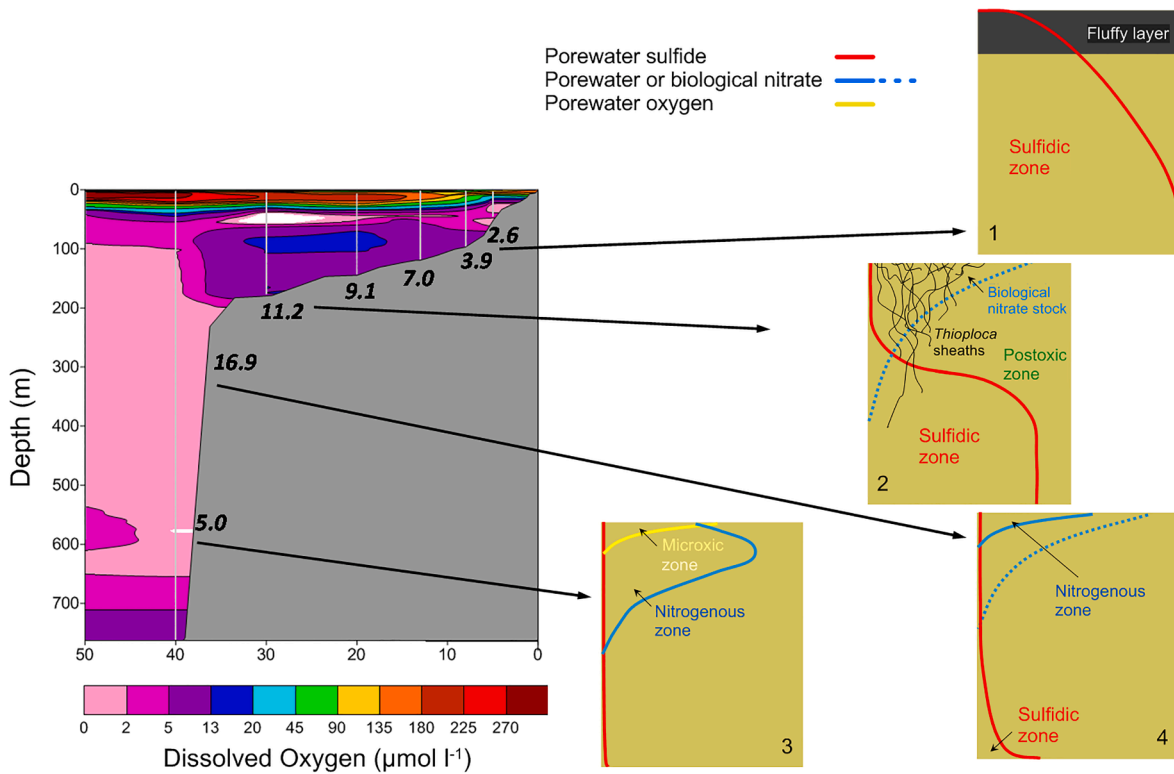 Porewater sulfide
Porewater or biological nitrate
Porewater oxygen
Fluffy layer
Sulfidic
zone
1
Depth (m)
0
100
200
300
400
500
600
700
50
40
30
20
10
0
2.6
3.9
7.0
9.1
11.2
16.9
5.0
Biological
nitrate stock
Thioploca
sheaths
Postoxic
zone
Sulfidic
zone
2
Microxic
zone
Nitrogenous
zone
3
Nitrogenous
zone
Sulfidic
zone
4
0 2 5 13 20 45 90 135 180 225 270
Dissolved Oxygen (µmol l⁻¹)